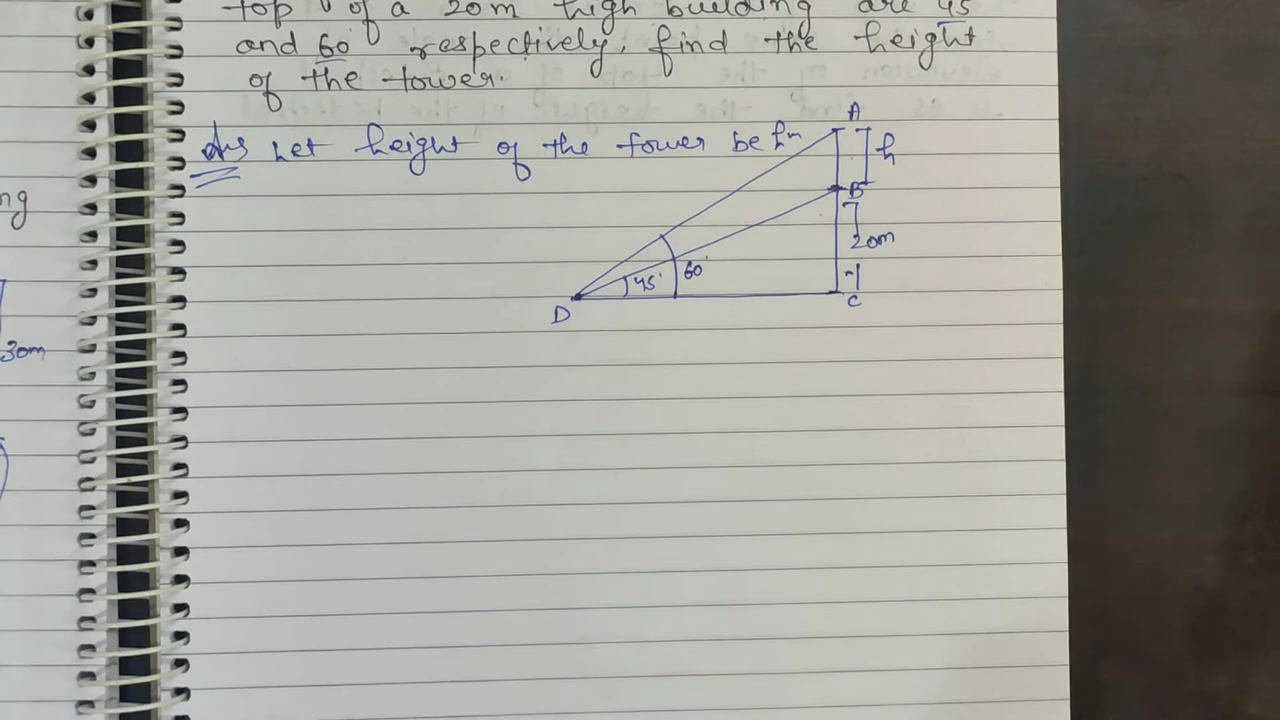 top of a 20m high building are 45
and 60° respectively, find the height
of the tower.
Ans Let height of the tower be hm
A
h
B
20m
45°
60°
D
C
ng
30m